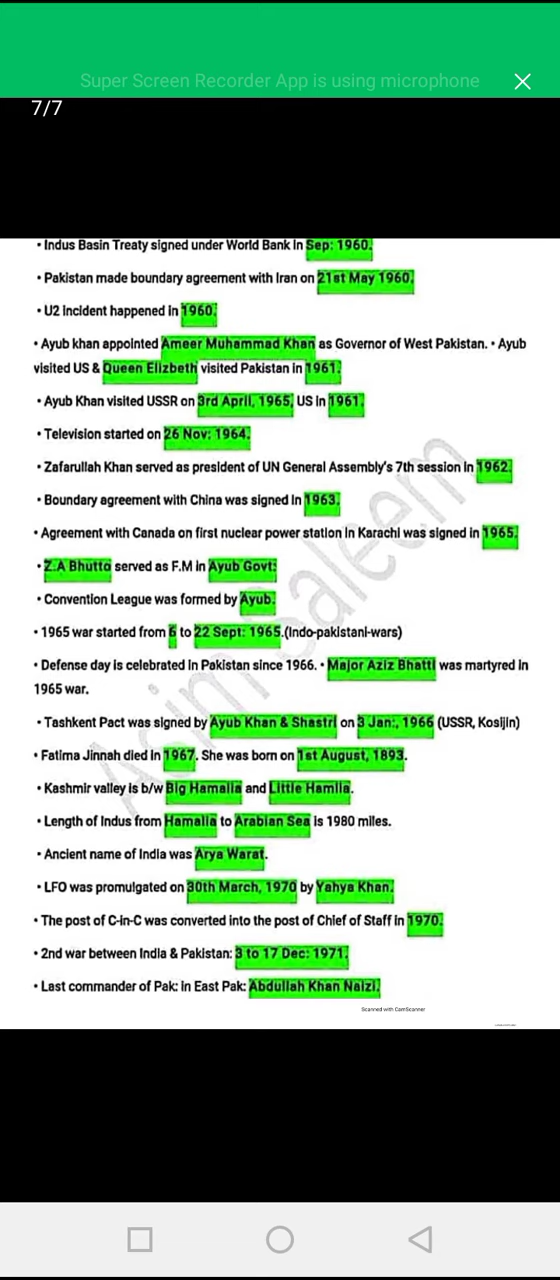 Super Screen Recorder App is using microphone
7/7
• Indus Basin Treaty signed under World Bank in Sep: 1960.
• Pakistan made boundary agreement with Iran on 21st May 1960.
• U2 incident happened in 1960.
• Ayub khan appointed Ameer Muhammad Khan as Governor of West Pakistan. • Ayub
visited US & Queen Elizbeth visited Pakistan in 1961.
• Ayub Khan visited USSR on 3rd April, 1965, US in 1961.
• Television started on 26 Nov: 1964.
• Zafarullah Khan served as president of UN General Assembly's 7th session in 1962.
• Boundary agreement with China was signed in 1963.
• Agreement with Canada on first nuclear power station in Karachi was signed in 1965.
• Z.A Bhutto served as F.M in Ayub Govt:
• Convention League was formed by Ayub.
• 1965 war started from 6 to 22 Sept: 1965.(Indo-pakistani-wars)
• Defense day is celebrated in Pakistan since 1966. • Major Aziz Bhatti was martyred in
1965 war.
• Tashkent Pact was signed by Ayub Khan & Shastri on 3 Jan:, 1966 (USSR, Kosijin)
• Fatima Jinnah died in 1967. She was born on 1st August, 1893.
• Kashmir valley is b/w Big Hamalia and Little Hamlia.
• Length of Indus from Hamalia to Arabian Sea is 1980 miles.
• Ancient name of India was Arya Warat.
• LFO was promulgated on 30th March, 1970 by Yahya Khan.
• The post of C-in-C was converted into the post of Chief of Staff in 1970.
• 2nd war between India & Pakistan: 3 to 17 Dec: 1971.
• Last commander of Pak: in East Pak: Abdullah Khan Naizi.
Asim Saleem
Scanned with CamScanner